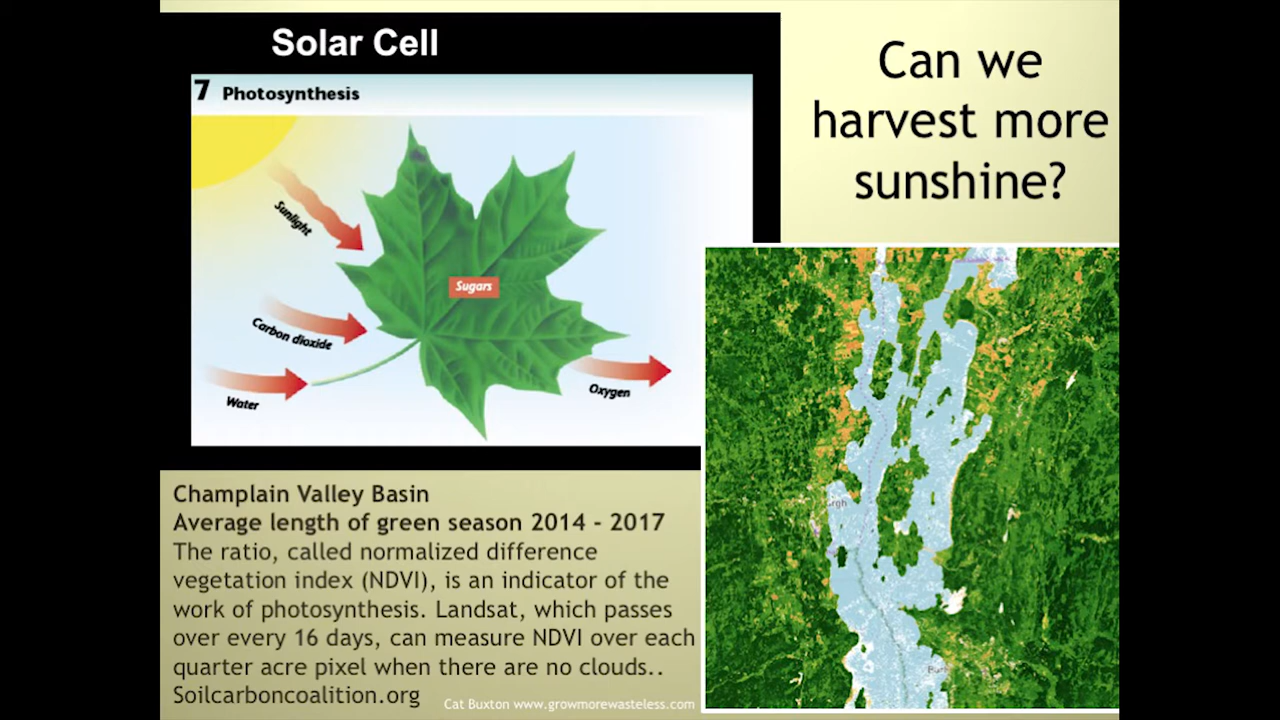 Solar Cell
7 Photosynthesis
Sunlight
Sugars
Carbon dioxide
Water
Oxygen
Can we
harvest more
sunshine?
Champlain Valley Basin
Average length of green season 2014 - 2017
The ratio, called normalized difference
vegetation index (NDVI), is an indicator of the
work of photosynthesis. Landsat, which passes
over every 16 days, can measure NDVI over each
quarter acre pixel when there are no clouds..
Soilcarboncoalition.org
Cat Buxton www.growmorewasteless.com